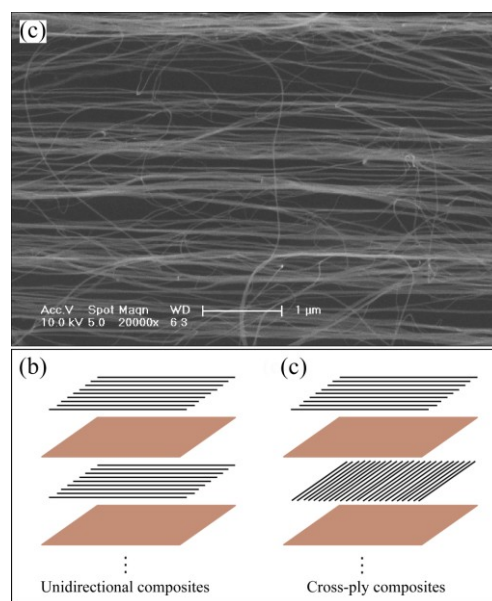 (c)
Acc.V Spot Magn WD 1 μm
10.0 kV 5.0 20000x 6.3
(b) (c)
Unidirectional composites Cross-ply composites